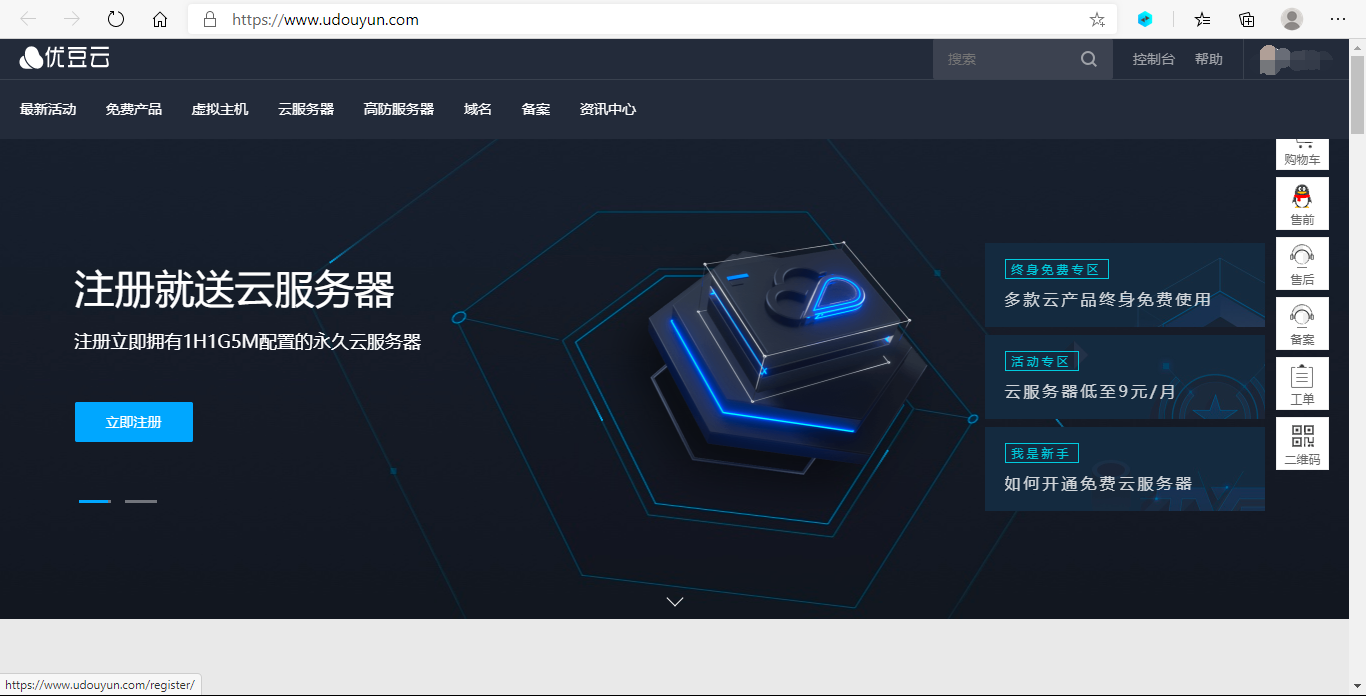 https://www.udouyun.com
优豆云
搜索
控制台
帮助
最新活动
免费产品
虚拟主机
云服务器
高防服务器
域名
备案
资讯中心
购物车
售前
售后
备案
工单
二维码
注册就送云服务器
注册立即拥有1H1G5M配置的永久云服务器
立即注册
终身免费专区
多款云产品终身免费使用
活动专区
云服务器低至9元/月
我是新手
如何开通免费云服务器
https://www.udouyun.com/register/